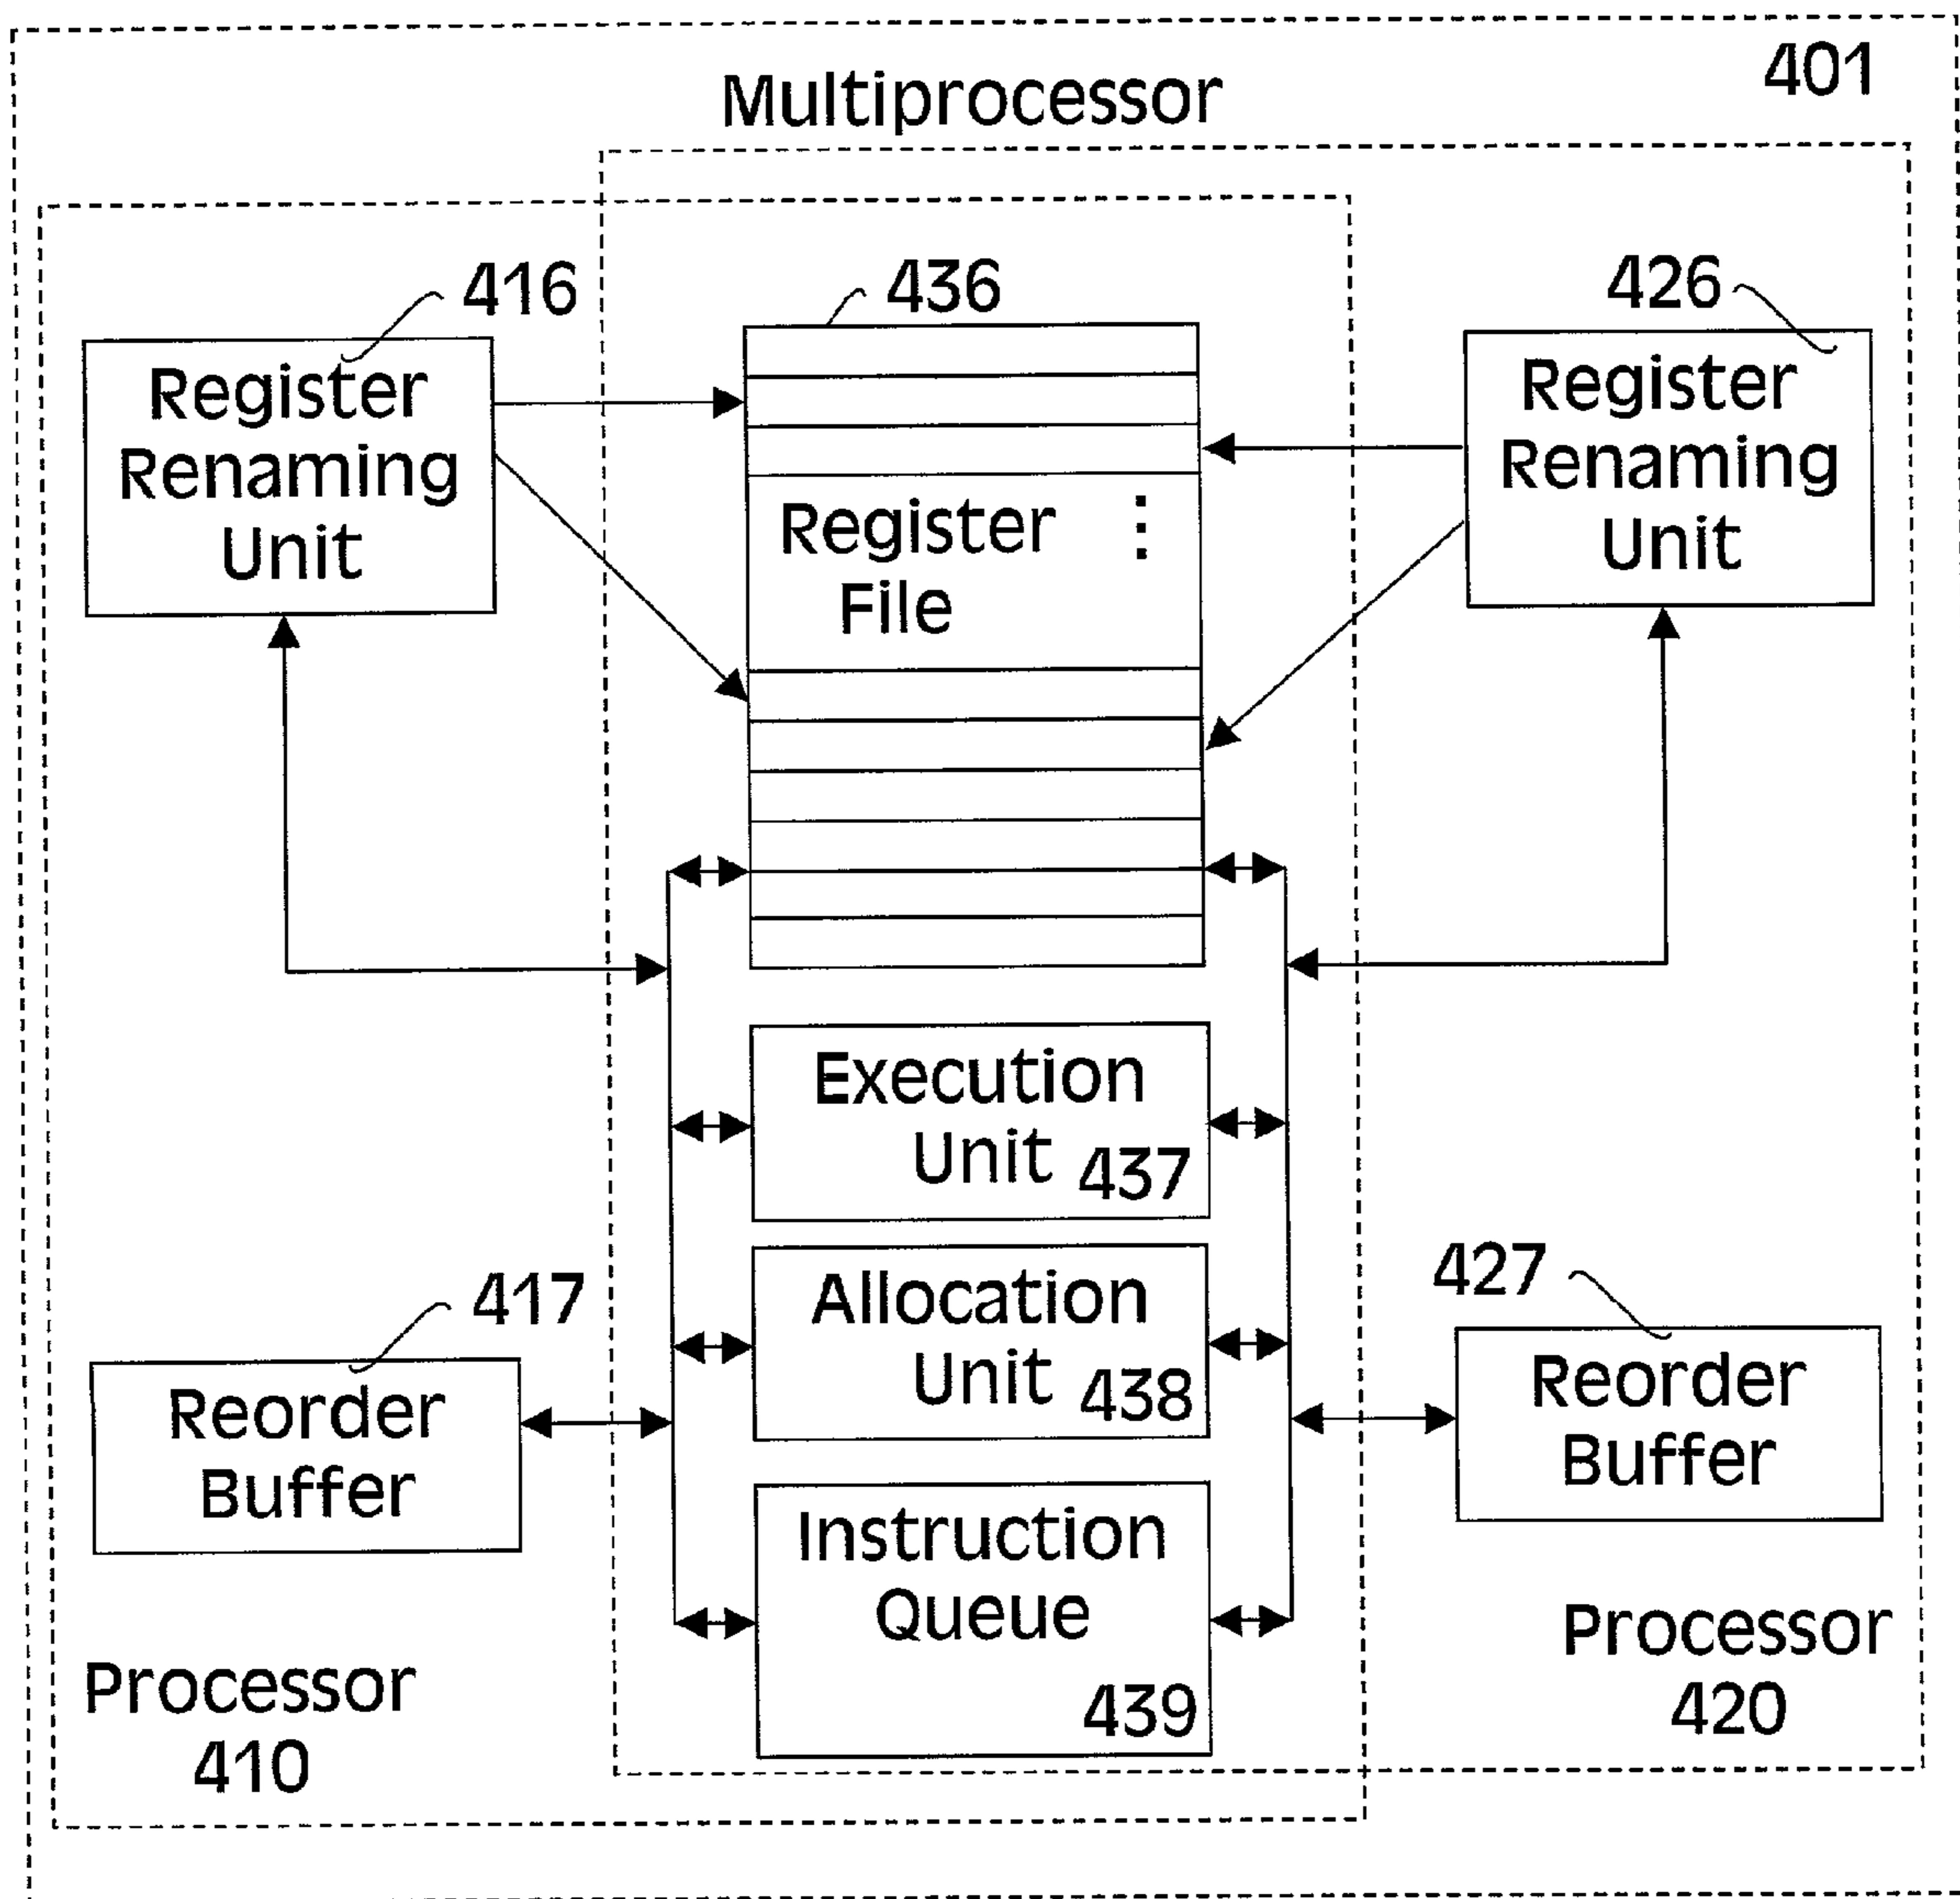 401
Multiprocessor
416
436
426
Register
Renaming
Unit
Register
File
Register
Renaming
Unit
Execution
Unit 437
Allocation
Unit 438
417
427
Reorder
Buffer
Reorder
Buffer
Instruction
Queue
439
Processor
410
Processor
420